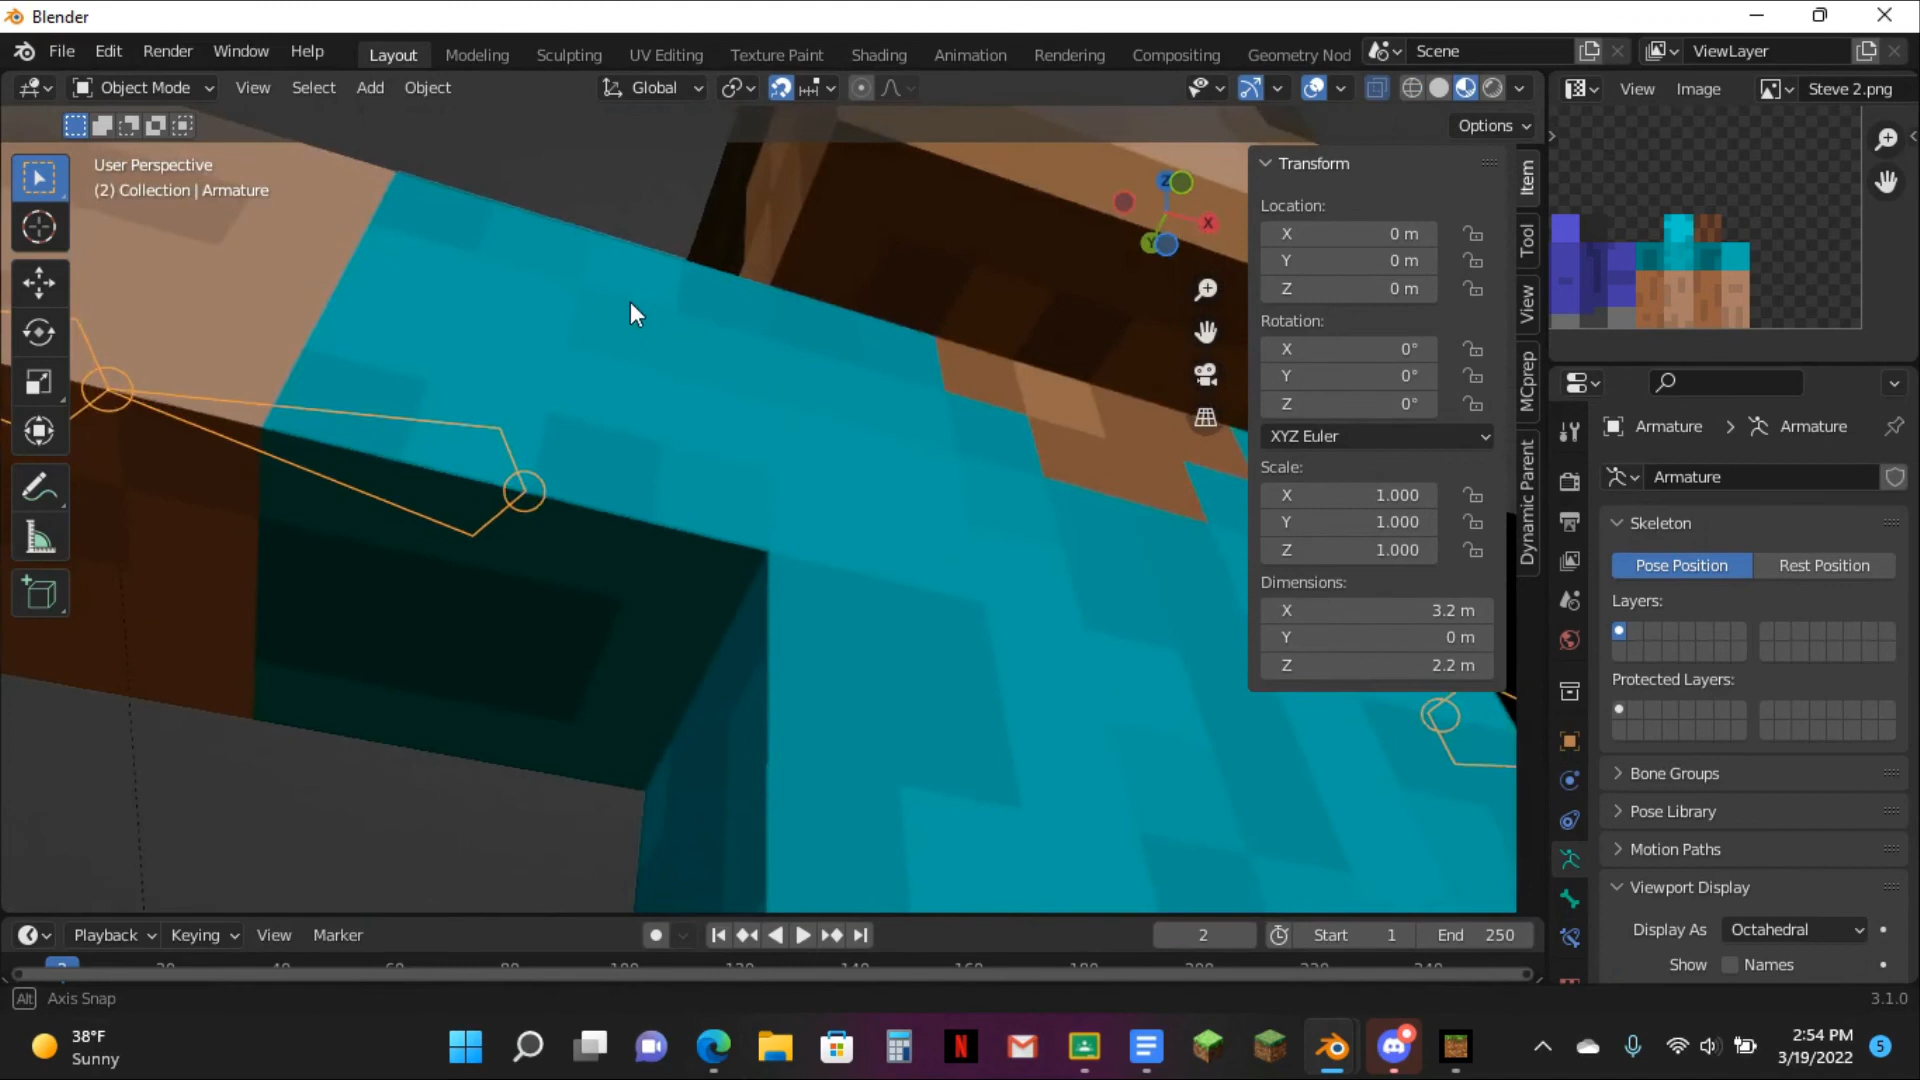 Blender
File Edit Render Window Help
Layout Modeling Sculpting UV Editing Texture Paint Shading Animation Rendering Compositing Geometry Nod
Scene
ViewLayer
Object Mode View Select Add Object
Global
View Image
Steve 2.png
Options
User Perspective
(2) Collection | Armature
Z
X
Y
Transform
Location:
X 0 m
Y 0 m
Z 0 m
Rotation:
X 0°
Y 0°
Z 0°
XYZ Euler
Scale:
X 1.000
Y 1.000
Z 1.000
Dimensions:
X 3.2 m
Y 0 m
Z 2.2 m
Item
Tool
View
MCprep
Dynamic Parent
Armature > Armature
Armature
Skeleton
Pose Position Rest Position
Layers:
Protected Layers:
Bone Groups
Pose Library
Motion Paths
Viewport Display
Display As Octahedral
Show Names
Playback Keying View Marker
2
Start 1
End 250
Alt Axis Snap
3.1.0
38°F
Sunny
2:54 PM
3/19/2022
5